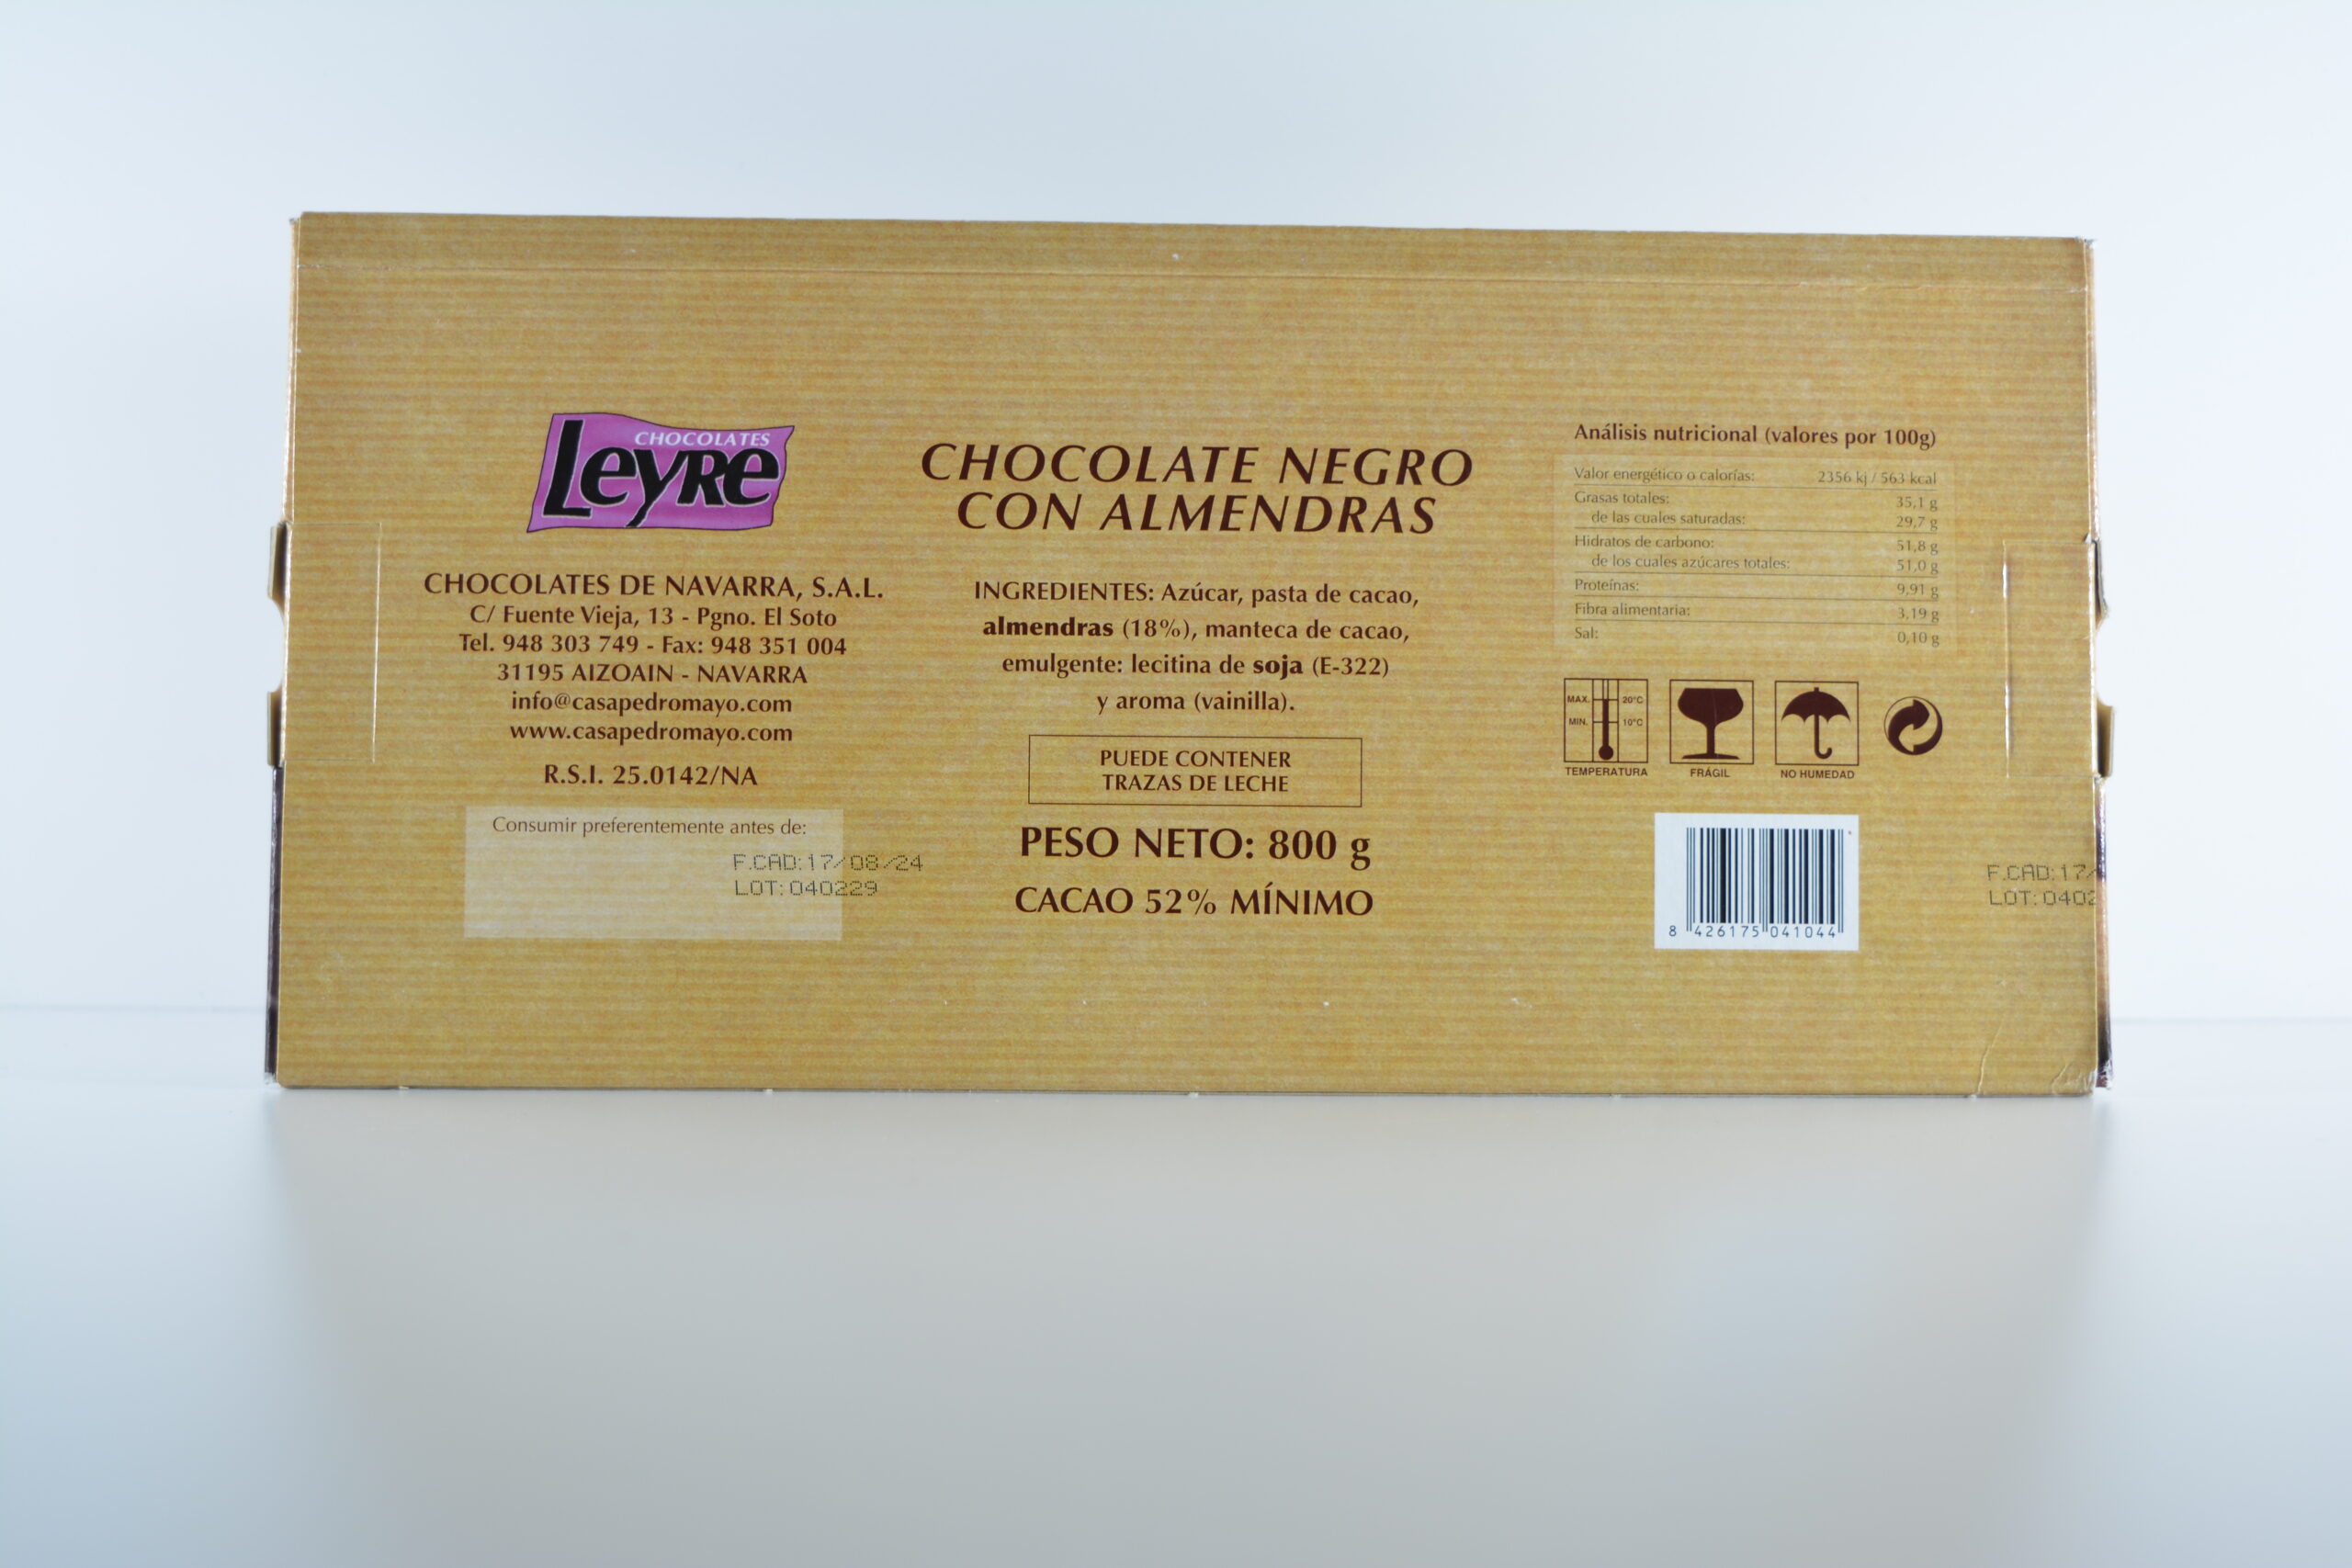 CHOCOLATES
Leyre
CHOCOLATES DE NAVARRA, S.A.L.
C/ Fuente Vieja, 13 - Pgno. El Soto
Tel. 948 303 749 - Fax: 948 351 004
31195 AIZOAIN - NAVARRA
info@casapedromayo.com
www.casapedromayo.com
R.S.I. 25.0142/NA
Consumir preferentemente antes de:
F.CAD:17/08/24
LOT:040229
CHOCOLATE NEGRO
CON ALMENDRAS
INGREDIENTES: Azúcar, pasta de cacao,
almendras (18%), manteca de cacao,
emulgente: lecitina de soja (E-322)
y aroma (vainilla).
PUEDE CONTENER
TRAZAS DE LECHE
PESO NETO: 800 g
CACAO 52% MÍNIMO
Análisis nutricional (valores por 100g)
Valor energético o calorías: 2356 kj / 563 kcal
Grasas totales: 35,1 g
de las cuales saturadas: 29,7 g
Hidratos de carbono: 51,8 g
de los cuales azúcares totales: 51,0 g
Proteínas: 9,91 g
Fibra alimentaria: 3,19 g
Sal: 0,10 g
MAX. 20°C
MIN. 10°C
TEMPERATURA
FRÁGIL
NO HUMEDAD
8 426175 041044
F.CAD:17/
LOT:0402